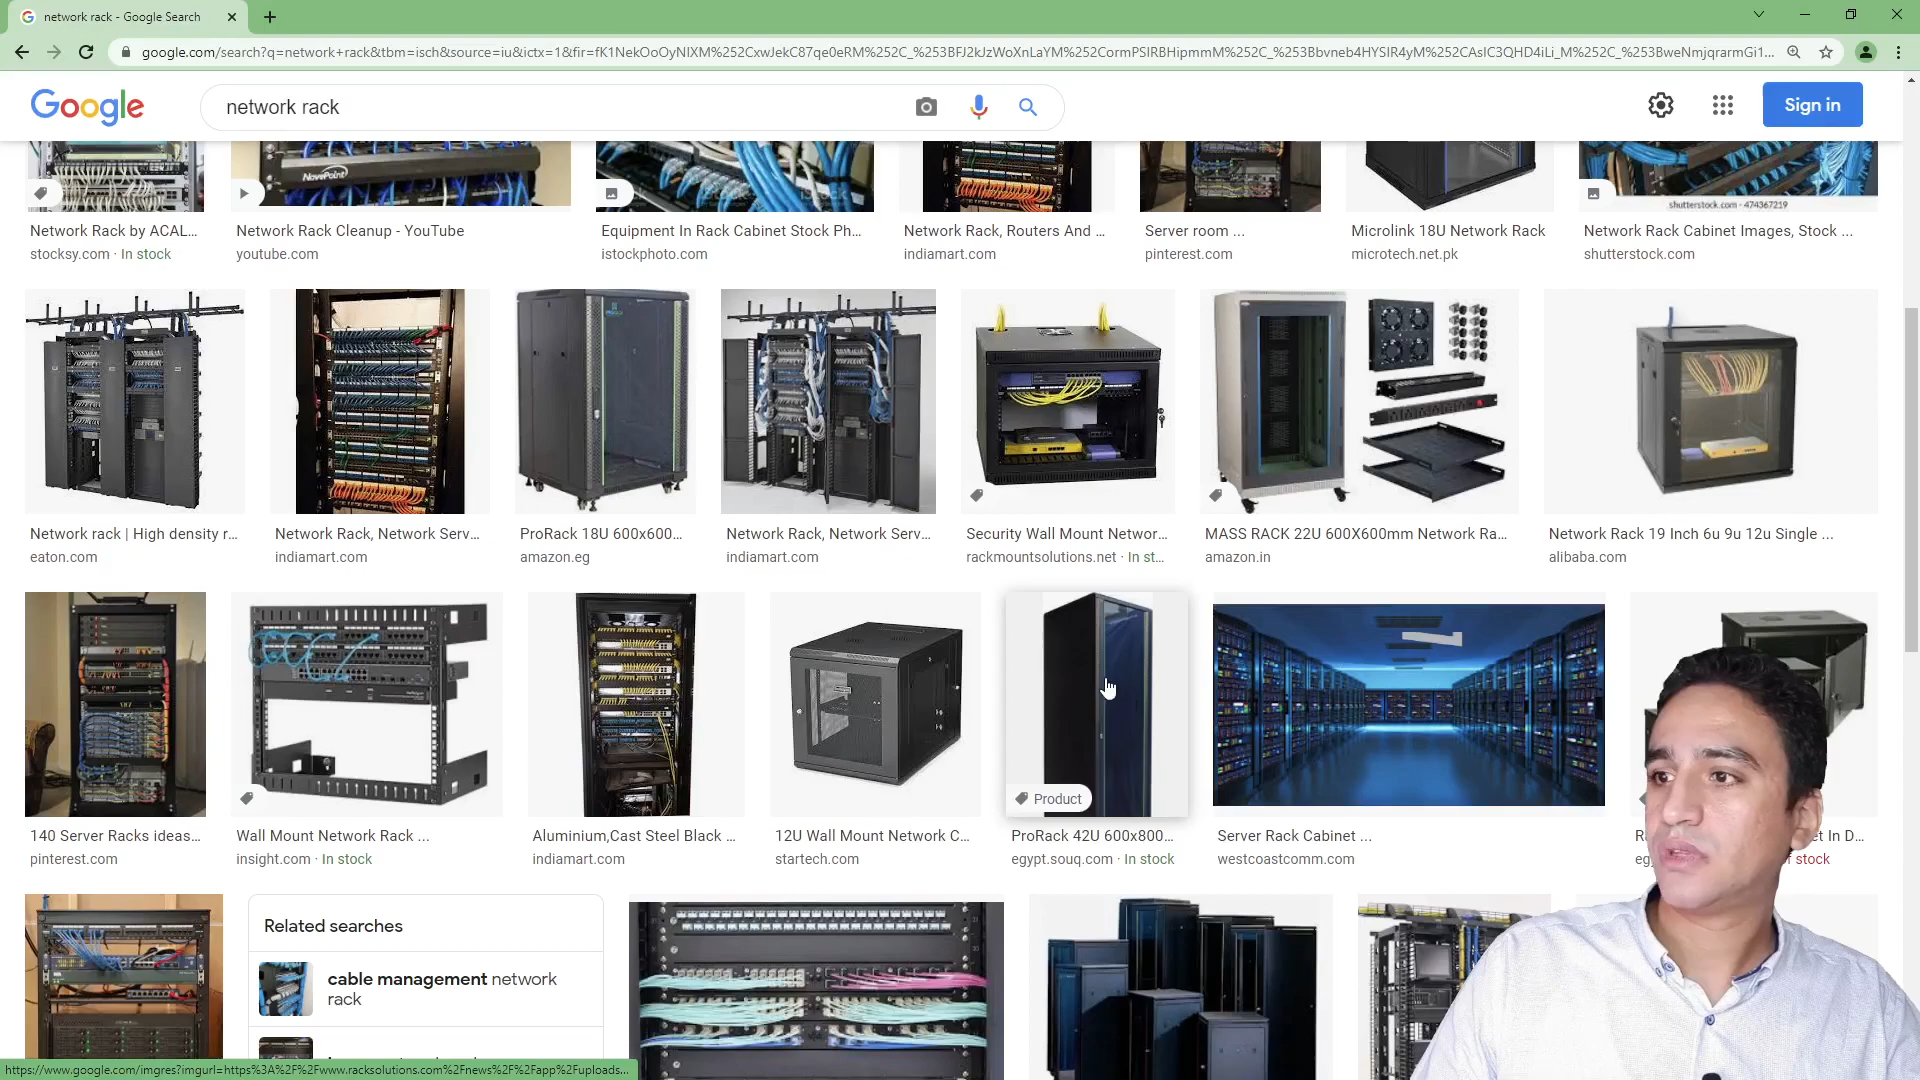 network rack - Google Search
google.com/search?q=network+rack&tbm=isch&source=iu&ictx=1&fir=fK1NekOoOyNIXM%252CxwJekC87qe0eRM%252C_%253BFJ2kJzWoXnLaYM%252CormPSIRBHipmmM%252C_%253Bbvneb4HYSIR4yM%252CAsIC3QHD4iLi_M%252C_%253BweNmjqrarmGi1...
Google
network rack
Sign in
NavePoint
shutterstock.com · 474367219
Network Rack by ACAL...
Network Rack Cleanup - YouTube
Equipment In Rack Cabinet Stock Ph...
Network Rack, Routers And ...
Server room ...
Microlink 18U Network Rack
Network Rack Cabinet Images, Stock ...
stocksy.com · In stock
youtube.com
istockphoto.com
indiamart.com
pinterest.com
microtech.net.pk
shutterstock.com
Network rack | High density r...
Network Rack, Network Serv...
ProRack 18U 600x600...
Network Rack, Network Serv...
Security Wall Mount Networ...
MASS RACK 22U 600X600mm Network Ra...
Network Rack 19 Inch 6u 9u 12u Single ...
eaton.com
indiamart.com
amazon.eg
indiamart.com
rackmountsolutions.net · In st...
amazon.in
alibaba.com
Product
140 Server Racks ideas...
Wall Mount Network Rack ...
Aluminium,Cast Steel Black ...
12U Wall Mount Network C...
ProRack 42U 600x800...
Server Rack Cabinet ...
et In D...
pinterest.com
insight.com · In stock
indiamart.com
startech.com
egypt.souq.com · In stock
westcoastcomm.com
stock
Related searches
cable management network
rack
https://www.google.com/imgres?imgurl=https%3A%2F%2Fwww.racksolutions.com%2Fnews%2F%2Fapp%2Fuploads...